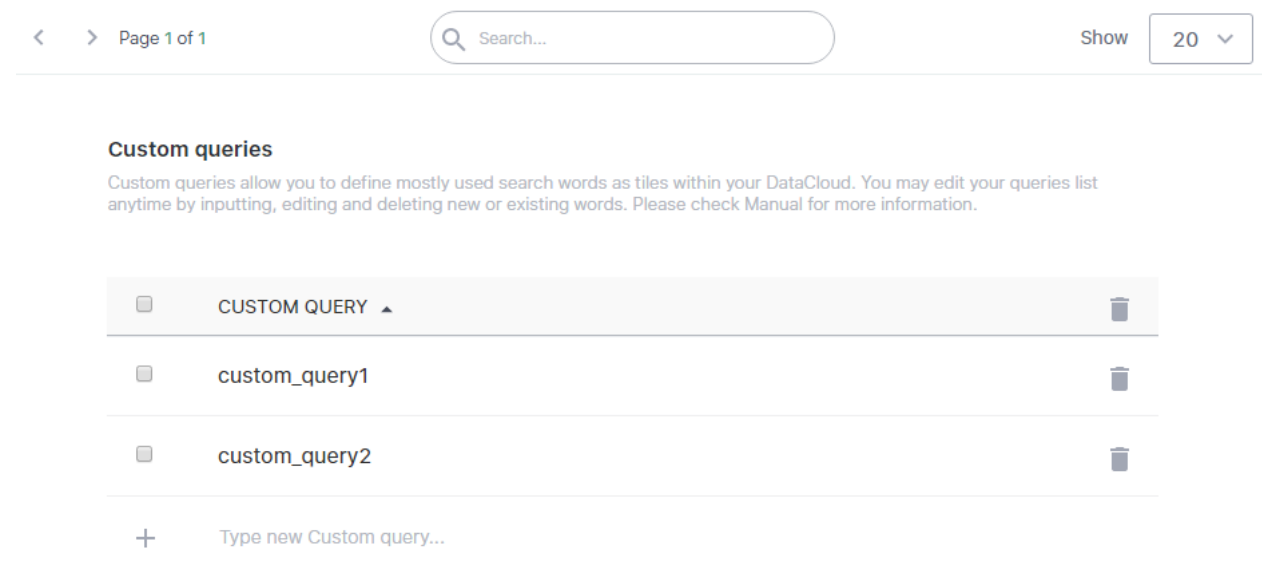 Page 1 of 1
Search...
Show
20
Custom queries
Custom queries allow you to define mostly used search words as tiles within your DataCloud. You may edit your queries list
anytime by inputting, editing and deleting new or existing words. Please check Manual for more information.
CUSTOM QUERY
custom_query1
custom_query2
Type new Custom query...